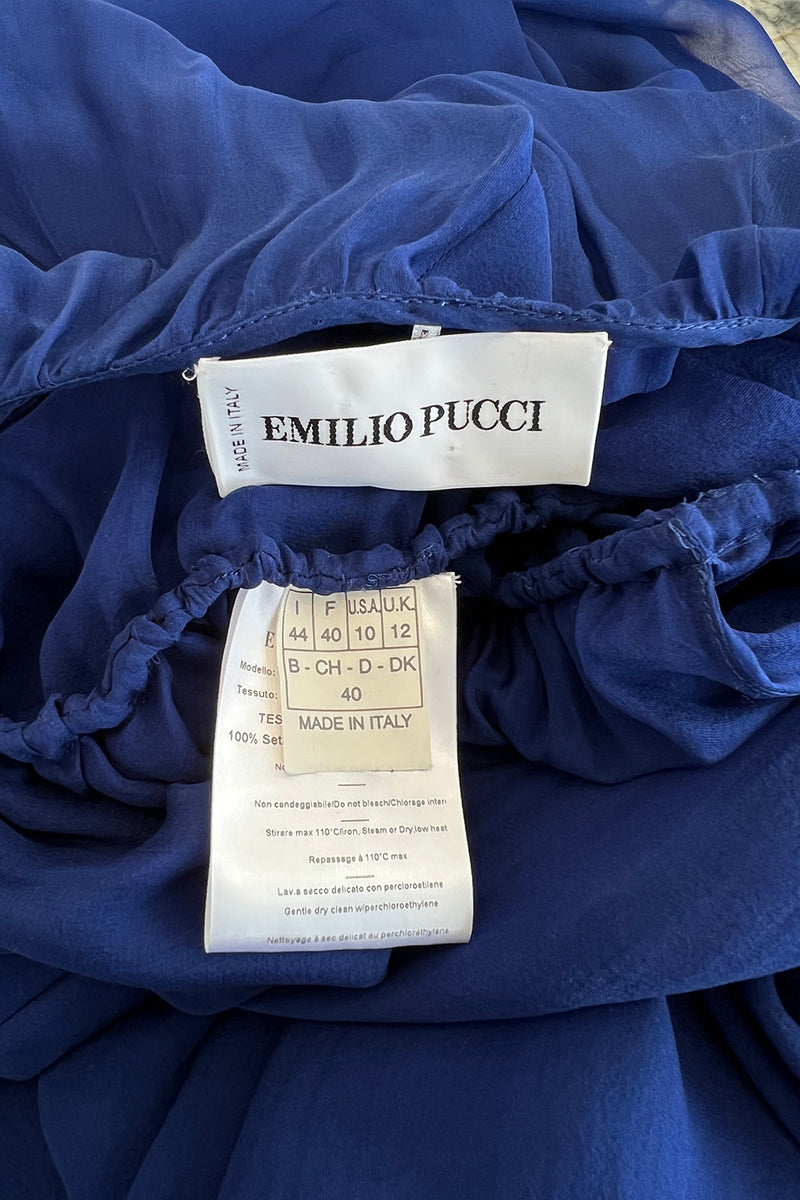 MADE IN ITALY
EMILIO PUCCI
I F U.S.A. U.K.
44 40 10 12
B - CH - D - DK
40
MADE IN ITALY
E
Modello:
Tessuto:
TES
100% Set
Non candeggiabile/Do not bleach/Chlorage inter
Stirare max 110°C/Iron, Steam or Dry, low heat
Repassage à 110°C max
Lav.a secco delicato con percloroetilene
Gentle dry clean w/perchloroethylene
Nettoyage à sec délicat au perchloréthylène